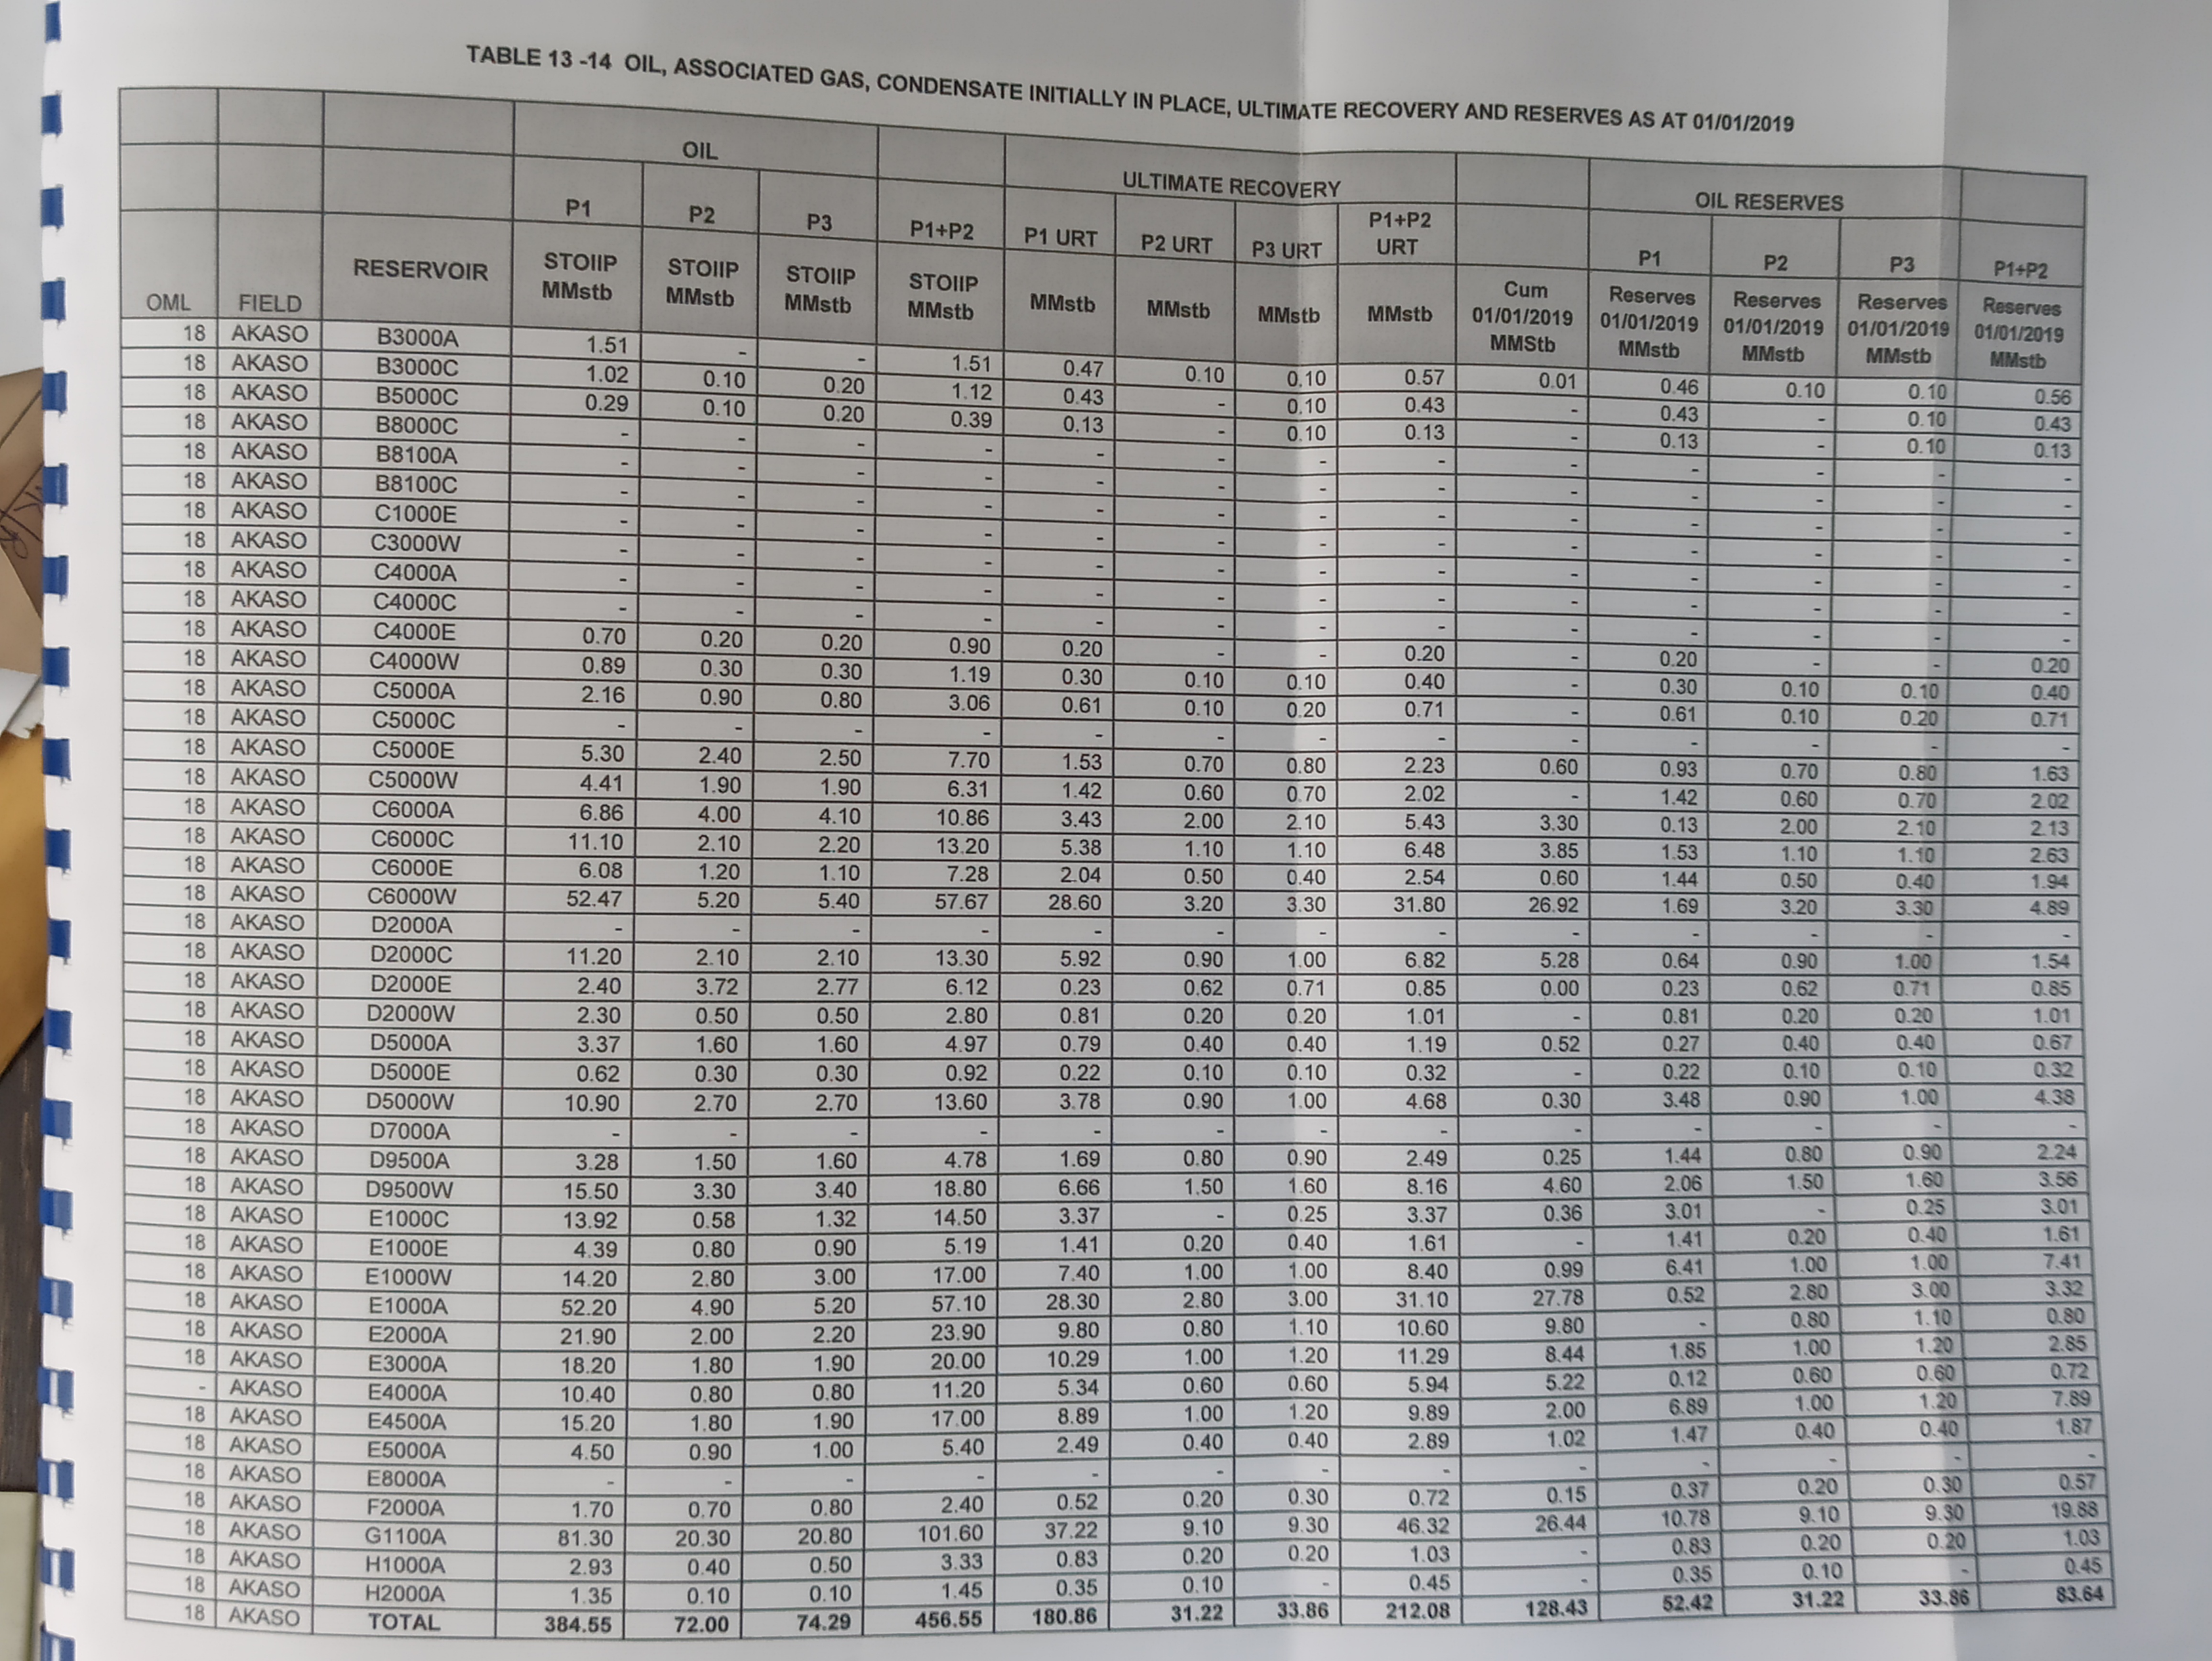 TABLE 13 -14 OIL, ASSOCIATED GAS, CONDENSATE INITIALLY IN PLACE, ULTIMATE RECOVERY AND RESERVES AS AT 01/01/2019
OIL ULTIMATE RECOVERY OIL RESERVES
P1 P2 P3 P1+P2 P1 URT P2 URT P3 URT P1+P2 URT P1 P2 P3 P1+P2
OML FIELD RESERVOIR STOIIP MMstb STOIIP MMstb STOIIP MMstb STOIIP MMstb MMstb MMstb MMstb MMstb Cum 01/01/2019 MMStb Reserves 01/01/2019 MMstb Reserves 01/01/2019 MMstb Reserves 01/01/2019 MMstb Reserves 01/01/2019 MMstb
18 AKASO B3000A 1.51 - - 1.51 0.47 0.10 0.10 0.57 0.01 0.46 0.10 0.10 0.56
18 AKASO B3000C 1.02 0.10 0.20 1.12 0.43 - 0.10 0.43 - 0.43 - 0.10 0.43
18 AKASO B5000C 0.29 0.10 0.20 0.39 0.13 - 0.10 0.13 - 0.13 - 0.10 0.13
18 AKASO B8000C - - - - - - - - - - - - -
18 AKASO B8100A - - - - - - - - - - - - -
18 AKASO B8100C - - - - - - - - - - - - -
18 AKASO C1000E - - - - - - - - - - - - -
18 AKASO C3000W - - - - - - - - - - - - -
18 AKASO C4000A - - - - - - - - - - - - -
18 AKASO C4000C - - - - - - - - - - - - -
18 AKASO C4000E 0.70 0.20 0.20 0.90 0.20 - - 0.20 - 0.20 - - 0.20
18 AKASO C4000W 0.89 0.30 0.30 1.19 0.30 0.10 0.10 0.40 - 0.30 0.10 0.10 0.40
18 AKASO C5000A 2.16 0.90 0.80 3.06 0.61 0.10 0.20 0.71 - 0.61 0.10 0.20 0.71
18 AKASO C5000C - - - - - - - - - - - - -
18 AKASO C5000E 5.30 2.40 2.50 7.70 1.53 0.70 0.80 2.23 0.60 0.93 0.70 0.80 1.63
18 AKASO C5000W 4.41 1.90 1.90 6.31 1.42 0.60 0.70 2.02 - 1.42 0.60 0.70 2.02
18 AKASO C6000A 6.86 4.00 4.10 10.86 3.43 2.00 2.10 5.43 3.30 0.13 2.00 2.10 2.13
18 AKASO C6000C 11.10 2.10 2.20 13.20 5.38 1.10 1.10 6.48 3.85 1.53 1.10 1.10 2.63
18 AKASO C6000E 6.08 1.20 1.10 7.28 2.04 0.50 0.40 2.54 0.60 1.44 0.50 0.40 1.94
18 AKASO C6000W 52.47 5.20 5.40 57.67 28.60 3.20 3.30 31.80 26.92 1.69 3.20 3.30 4.89
18 AKASO D2000A - - - - - - - - - - - - -
18 AKASO D2000C 11.20 2.10 2.10 13.30 5.92 0.90 1.00 6.82 5.28 0.64 0.90 1.00 1.54
18 AKASO D2000E 2.40 3.72 2.77 6.12 0.23 0.62 0.71 0.85 0.00 0.23 0.62 0.71 0.85
18 AKASO D2000W 2.30 0.50 0.50 2.80 0.81 0.20 0.20 1.01 - 0.81 0.20 0.20 1.01
18 AKASO D5000A 3.37 1.60 1.60 4.97 0.79 0.40 0.40 1.19 0.52 0.27 0.40 0.40 0.67
18 AKASO D5000E 0.62 0.30 0.30 0.92 0.22 0.10 0.10 0.32 - 0.22 0.10 0.10 0.32
18 AKASO D5000W 10.90 2.70 2.70 13.60 3.78 0.90 1.00 4.68 0.30 3.48 0.90 1.00 4.38
18 AKASO D7000A - - - - - - - - - - - - -
18 AKASO D9500A 3.28 1.50 1.60 4.78 1.69 0.80 0.90 2.49 0.25 1.44 0.80 0.90 2.24
18 AKASO D9500W 15.50 3.30 3.40 18.80 6.66 1.50 1.60 8.16 4.60 2.06 1.50 1.60 3.56
18 AKASO E1000C 13.92 0.58 1.32 14.50 3.37 - 0.25 3.37 0.36 3.01 - 0.25 3.01
18 AKASO E1000E 4.39 0.80 0.90 5.19 1.41 0.20 0.40 1.61 - 1.41 0.20 0.40 1.61
18 AKASO E1000W 14.20 2.80 3.00 17.00 7.40 1.00 1.00 8.40 0.99 6.41 1.00 1.00 7.41
18 AKASO E1000A 52.20 4.90 5.20 57.10 28.30 2.80 3.00 31.10 27.78 0.52 2.80 3.00 3.32
18 AKASO E2000A 21.90 2.00 2.20 23.90 9.80 0.80 1.10 10.60 9.80 - 0.80 1.10 0.80
18 AKASO E3000A 18.20 1.80 1.90 20.00 10.29 1.00 1.20 11.29 8.44 1.85 1.00 1.20 2.85
- AKASO E4000A 10.40 0.80 0.80 11.20 5.34 0.60 0.60 5.94 5.22 0.12 0.60 0.60 0.72
18 AKASO E4500A 15.20 1.80 1.90 17.00 8.89 1.00 1.20 9.89 2.00 6.89 1.00 1.20 7.89
18 AKASO E5000A 4.50 0.90 1.00 5.40 2.49 0.40 0.40 2.89 1.02 1.47 0.40 0.40 1.87
18 AKASO E8000A - - - - - - - - - - - - -
18 AKASO F2000A 1.70 0.70 0.80 2.40 0.52 0.20 0.30 0.72 0.15 0.37 0.20 0.30 0.57
18 AKASO G1100A 81.30 20.30 20.80 101.60 37.22 9.10 9.30 46.32 26.44 10.78 9.10 9.30 19.88
18 AKASO H1000A 2.93 0.40 0.50 3.33 0.83 0.20 0.20 1.03 - 0.83 0.20 0.20 1.03
18 AKASO H2000A 1.35 0.10 0.10 1.45 0.35 0.10 - 0.45 - 0.35 0.10 - 0.45
18 AKASO TOTAL 384.55 72.00 74.29 456.55 180.86 31.22 33.86 212.08 128.43 52.42 31.22 33.86 83.64